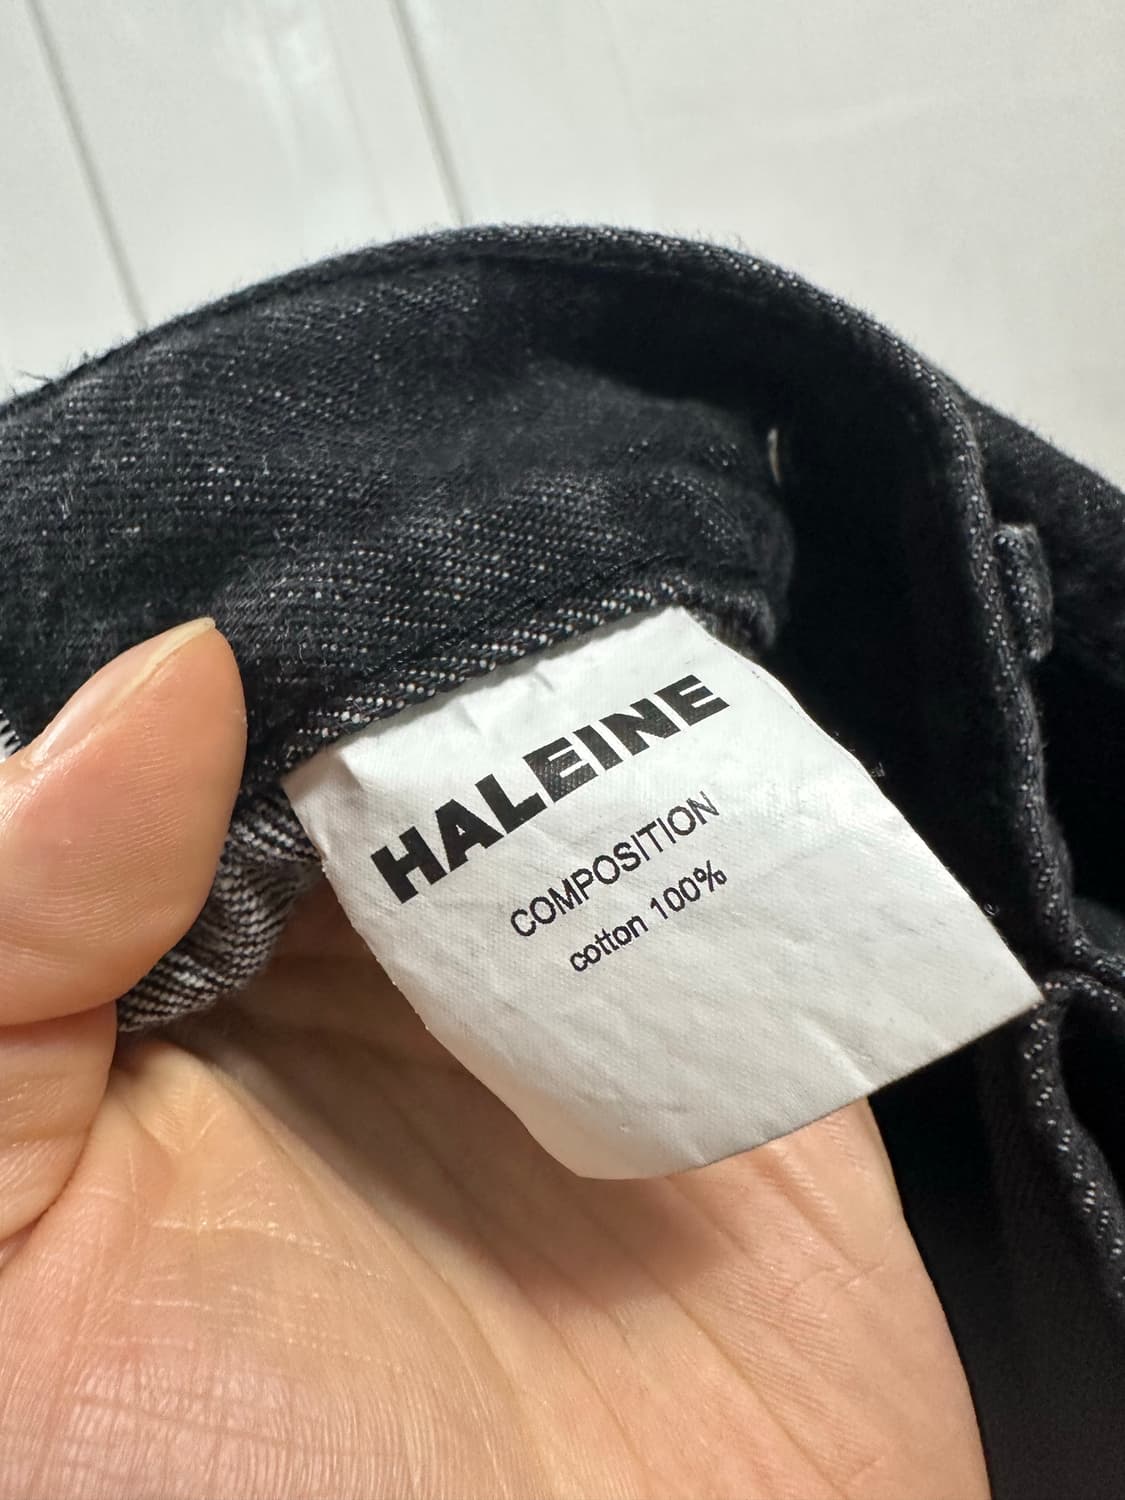 HALEINE
COMPOSITION
cotton 100%